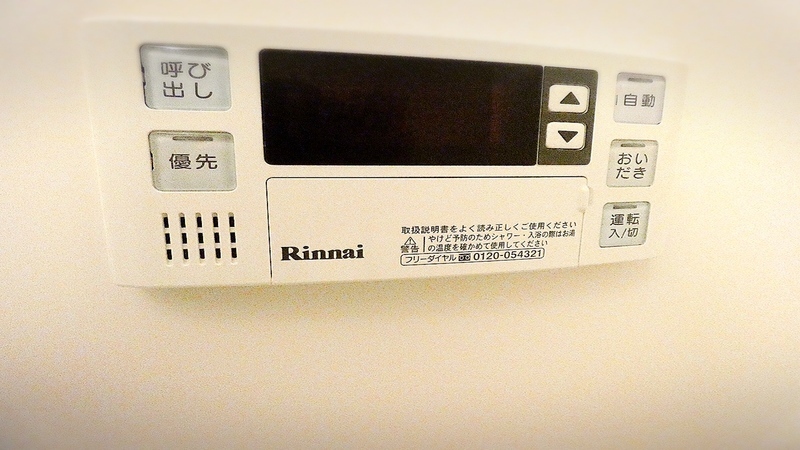 呼び
出し
優先
自動
おい
だき
運転
入/切
Rinnai
取扱説明書をよく読み正しくご使用ください
警告
やけど予防のためシャワー・入浴の際はお湯
の温度を確かめて使用してください
フリーダイヤル 0120-054321